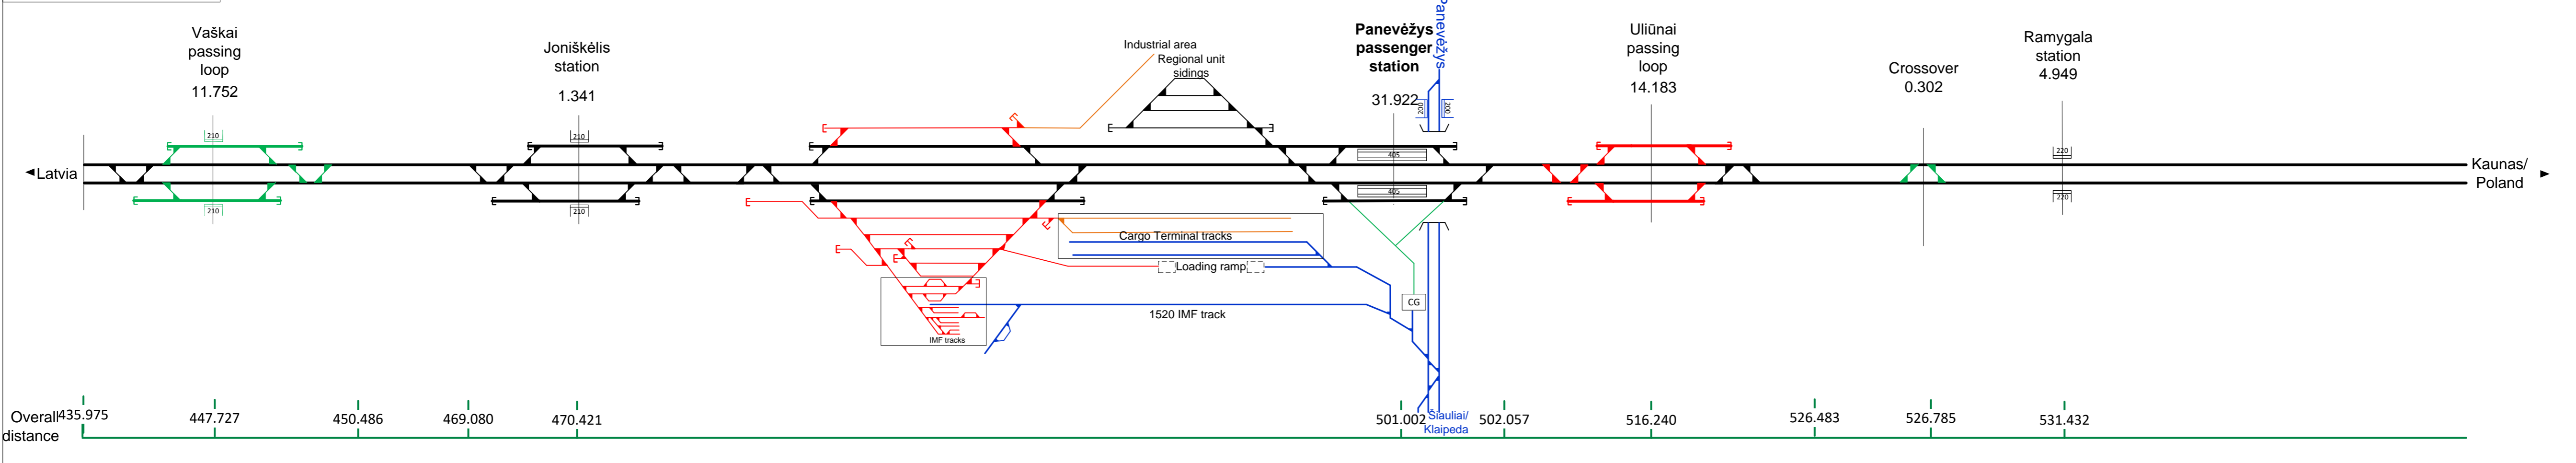 Vaškai
passing
loop
11.752
Joniškėlis
station
1.341
Industrial area
Regional unit
sidings
Panevėžys
passenger
station
31.922
Panevėžys
Uliūnai
passing
loop
14.183
Crossover
0.302
Ramygala
station
4.949
210
210
200
200
220
405
Latvia
Kaunas/
Poland
405
210
210
220
Cargo Terminal tracks
Loading ramp
CG
1520 IMF track
IMF tracks
Overall
distance
435.975
447.727
450.486
469.080
470.421
501.002
Šiauliai/
Klaipeda
502.057
516.240
526.483
526.785
531.432